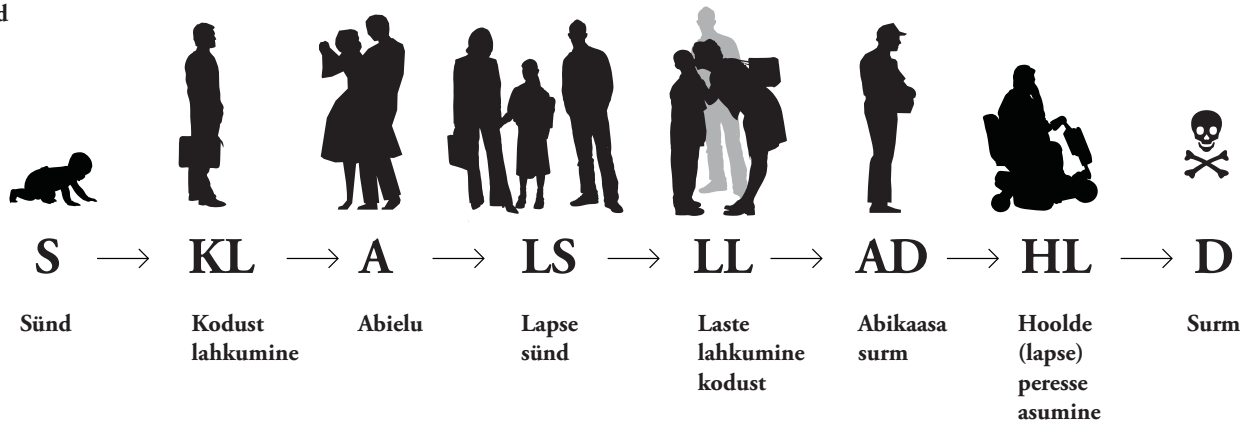 d
S → KL → A → LS → LL → AD → HL → D
Sünd
Kodust
lahkumine
Abielu
Lapse
sünd
Laste
lahkumine
kodust
Abikaasa
surm
Hoolde
(lapse)
peresse
asumine
Surm